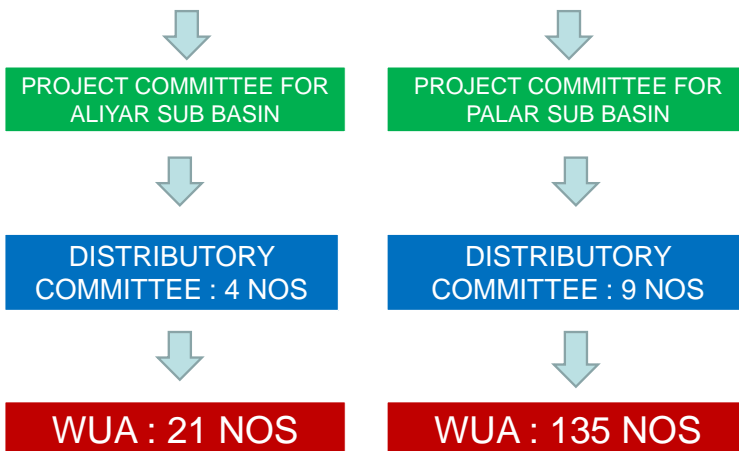 PROJECT COMMITTEE FOR
ALIYAR SUB BASIN
PROJECT COMMITTEE FOR
PALAR SUB BASIN
DISTRIBUTORY
COMMITTEE : 4 NOS
DISTRIBUTORY
COMMITTEE : 9 NOS
WUA : 21 NOS
WUA : 135 NOS